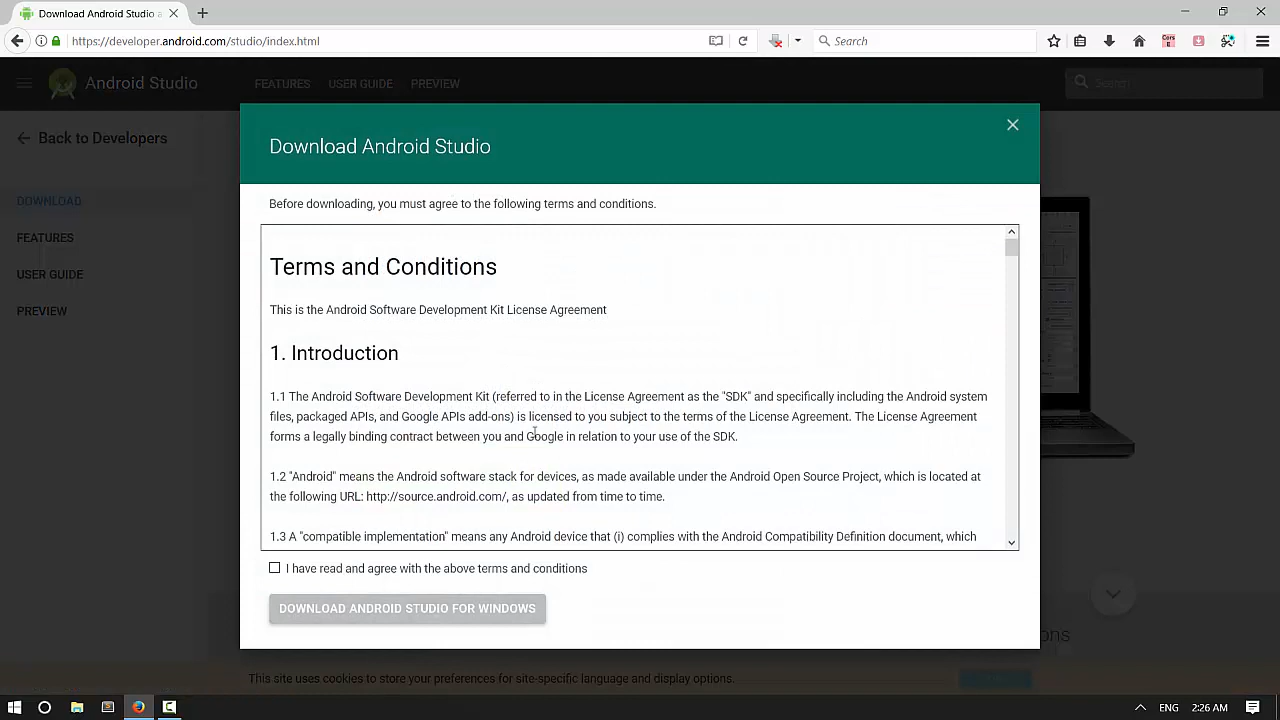 Download Android Studio a
https://developer.android.com/studio/index.html
Search
Android Studio
FEATURES
USER GUIDE
PREVIEW
Search
Back to Developers
DOWNLOAD
FEATURES
USER GUIDE
PREVIEW
Download Android Studio
Before downloading, you must agree to the following terms and conditions.
Terms and Conditions
This is the Android Software Development Kit License Agreement
1. Introduction
1.1 The Android Software Development Kit (referred to in the License Agreement as the "SDK" and specifically including the Android system
files, packaged APIs, and Google APIs add-ons) is licensed to you subject to the terms of the License Agreement. The License Agreement
forms a legally binding contract between you and Google in relation to your use of the SDK.
1.2 "Android" means the Android software stack for devices, as made available under the Android Open Source Project, which is located at
the following URL: http://source.android.com/, as updated from time to time.
1.3 A "compatible implementation" means any Android device that (i) complies with the Android Compatibility Definition document, which
I have read and agree with the above terms and conditions
DOWNLOAD ANDROID STUDIO FOR WINDOWS
ons
This site uses cookies to store your preferences for site-specific language and display options.
ENG
2:26 AM